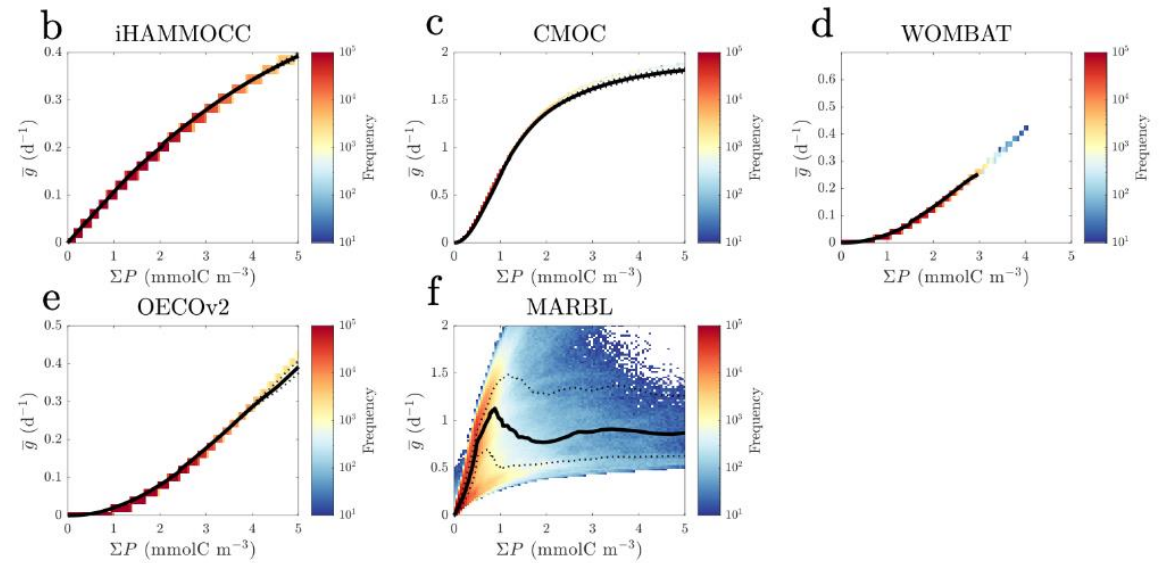 b
iHAMMOCC
0.4
0.3
0.2
0.1
0
0 1 2 3 4 5
ΣP (mmolC m⁻³)
g̅ (d⁻¹)
10⁵
10⁴
10³
10²
10¹
Frequency
c
CMOC
2
1.5
1
0.5
0
0 1 2 3 4 5
ΣP (mmolC m⁻³)
g̅ (d⁻¹)
10⁵
10⁴
10³
10²
10¹
Frequency
d
WOMBAT
0.6
0.5
0.4
0.3
0.2
0.1
0
0 1 2 3 4 5
ΣP (mmolC m⁻³)
g̅ (d⁻¹)
10⁵
10⁴
10³
10²
10¹
Frequency
e
OECOv2
0.5
0.4
0.3
0.2
0.1
0
0 1 2 3 4 5
ΣP (mmolC m⁻³)
g̅ (d⁻¹)
10⁵
10⁴
10³
10²
10¹
Frequency
f
MARBL
2
1.5
1
0.5
0
0 1 2 3 4 5
ΣP (mmolC m⁻³)
g̅ (d⁻¹)
10⁵
10⁴
10³
10²
10¹
Frequency